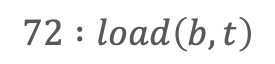 72 : load(b, t)